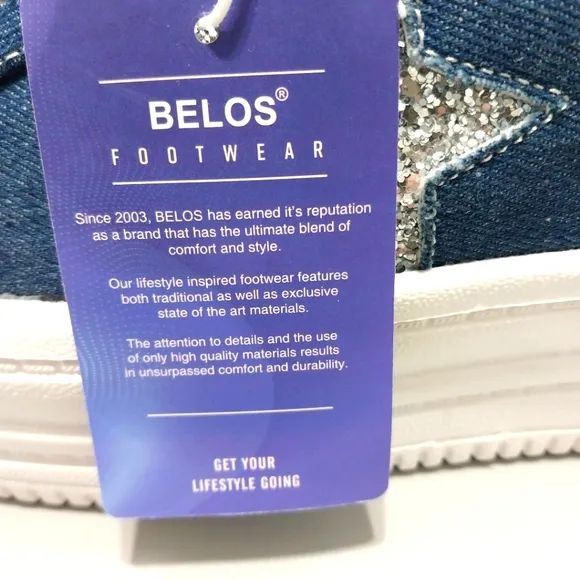 BELOS®
FOOTWEAR
Since 2003, BELOS has earned it's reputation
as a brand that has the ultimate blend of
comfort and style.
Our lifestyle inspired footwear features
both traditional as well as exclusive
state of the art materials.
The attention to details and the use
of only high quality materials results
in unsurpassed comfort and durability.
GET YOUR
LIFESTYLE GOING